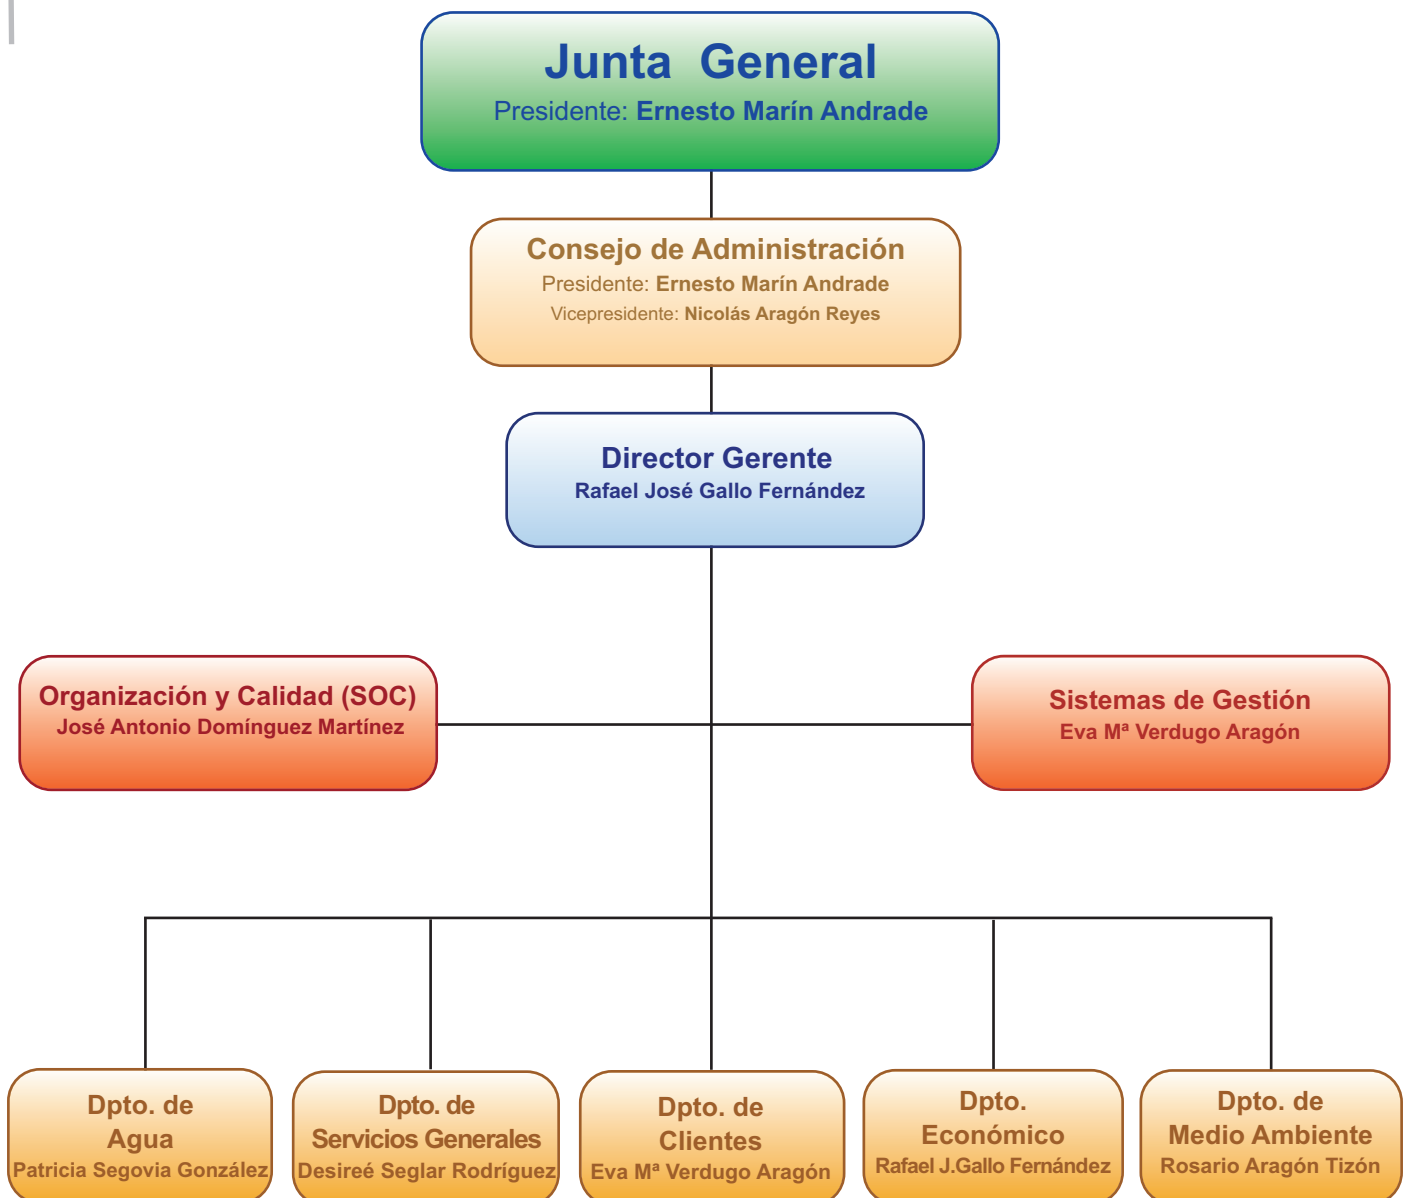 Junta General
Presidente: Ernesto Marín Andrade
Consejo de Administración
Presidente: Ernesto Marín Andrade
Vicepresidente: Nicolás Aragón Reyes
Director Gerente
Rafael José Gallo Fernández
Organización y Calidad (SOC)
José Antonio Domínguez Martínez
Sistemas de Gestión
Eva Mª Verdugo Aragón
Dpto. de
Agua
Patricia Segovia González
Dpto. de
Servicios Generales
Desireé Seglar Rodríguez
Dpto. de
Clientes
Eva Mª Verdugo Aragón
Dpto.
Económico
Rafael J.Gallo Fernández
Dpto. de
Medio Ambiente
Rosario Aragón Tizón